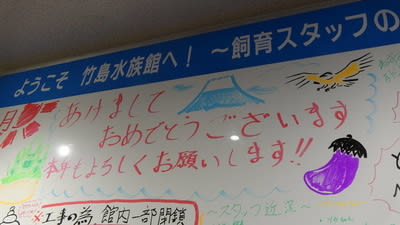 ようこそ 竹島水族館へ! ～飼育スタッフの
あけまして
おめでとうございます
本年もよろしくお願いします!!
※工事の為、館内一部閉鎖
～スタッフ近況～